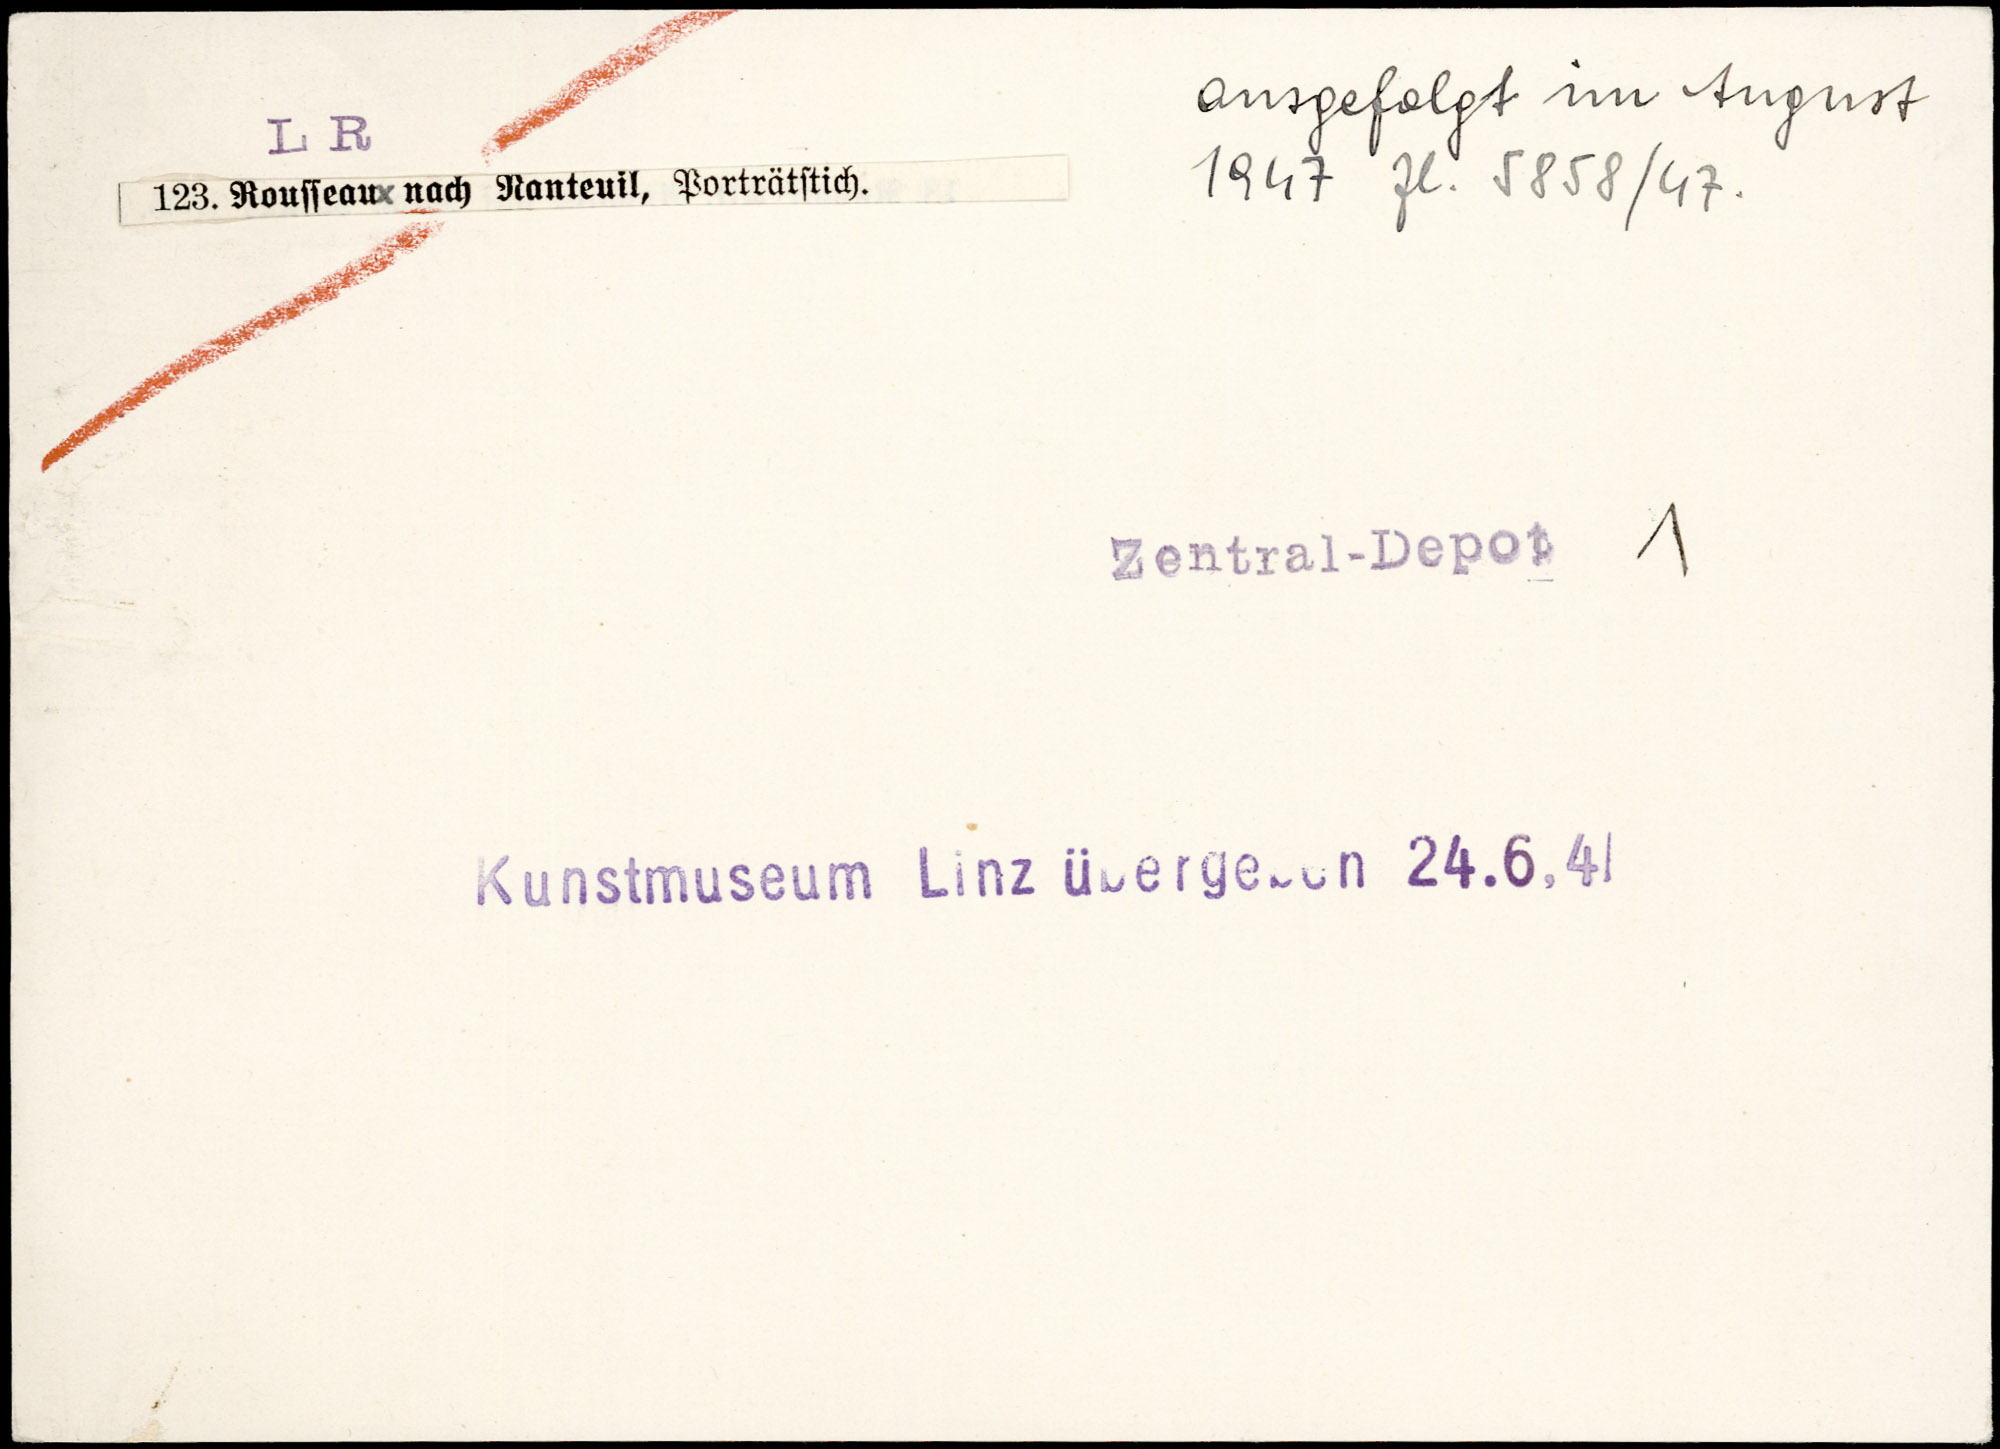 L R
ausgefolgt im August
1947 Zl. 5858/47.
123. Rouſſeaux nach Nanteuil, Porträtſtich.
Zentral-Depot 1
Kunstmuseum Linz übergeben 24.6.41